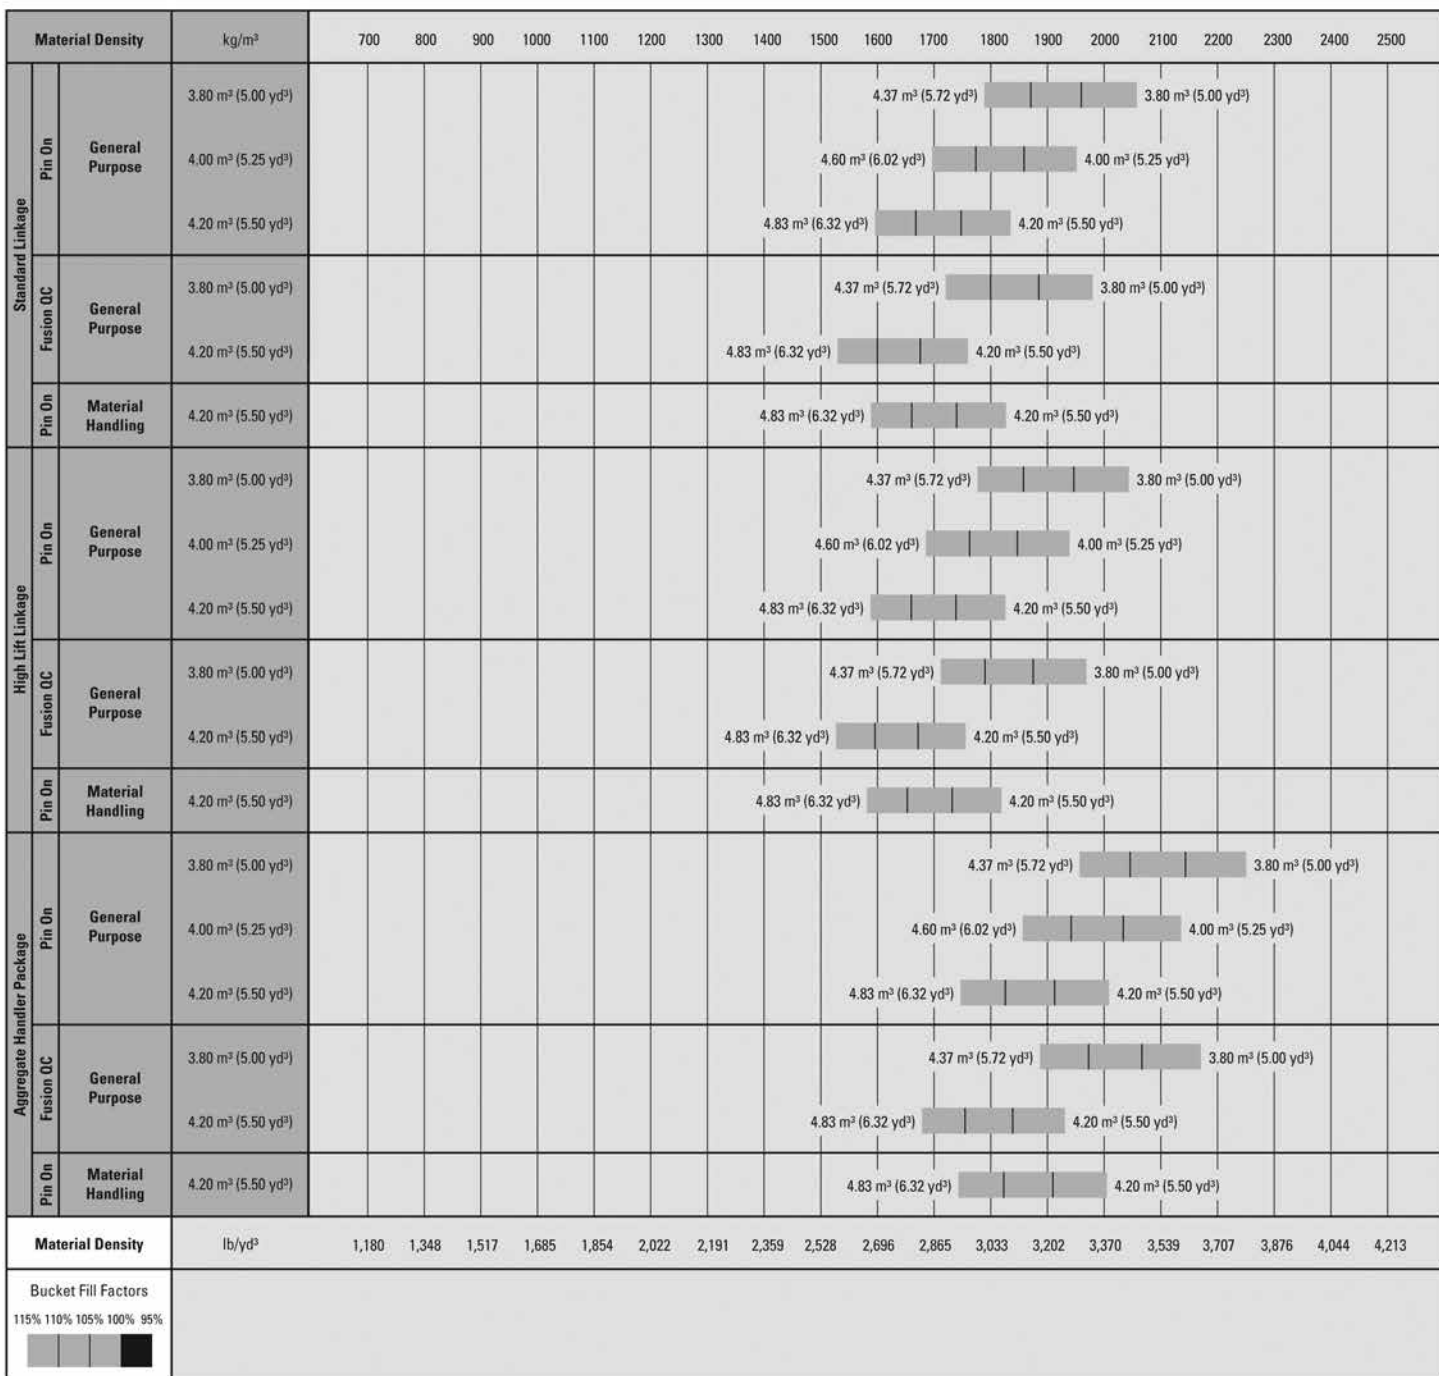 Material Density kg/m³ 700 800 900 1000 1100 1200 1300 1400 1500 1600 1700 1800 1900 2000 2100 2200 2300 2400 2500
Standard Linkage
Pin On
General
Purpose
3.80 m³ (5.00 yd³) 4.37 m³ (5.72 yd³) 3.80 m³ (5.00 yd³)
4.00 m³ (5.25 yd³) 4.60 m³ (6.02 yd³) 4.00 m³ (5.25 yd³)
4.20 m³ (5.50 yd³) 4.83 m³ (6.32 yd³) 4.20 m³ (5.50 yd³)
Fusion QC
General
Purpose
3.80 m³ (5.00 yd³) 4.37 m³ (5.72 yd³) 3.80 m³ (5.00 yd³)
4.20 m³ (5.50 yd³) 4.83 m³ (6.32 yd³) 4.20 m³ (5.50 yd³)
Pin On
Material
Handling
4.20 m³ (5.50 yd³) 4.83 m³ (6.32 yd³) 4.20 m³ (5.50 yd³)
High Lift Linkage
Pin On
General
Purpose
3.80 m³ (5.00 yd³) 4.37 m³ (5.72 yd³) 3.80 m³ (5.00 yd³)
4.00 m³ (5.25 yd³) 4.60 m³ (6.02 yd³) 4.00 m³ (5.25 yd³)
4.20 m³ (5.50 yd³) 4.83 m³ (6.32 yd³) 4.20 m³ (5.50 yd³)
Fusion QC
General
Purpose
3.80 m³ (5.00 yd³) 4.37 m³ (5.72 yd³) 3.80 m³ (5.00 yd³)
4.20 m³ (5.50 yd³) 4.83 m³ (6.32 yd³) 4.20 m³ (5.50 yd³)
Pin On
Material
Handling
4.20 m³ (5.50 yd³) 4.83 m³ (6.32 yd³) 4.20 m³ (5.50 yd³)
Aggregate Handler Package
Pin On
General
Purpose
3.80 m³ (5.00 yd³) 4.37 m³ (5.72 yd³) 3.80 m³ (5.00 yd³)
4.00 m³ (5.25 yd³) 4.60 m³ (6.02 yd³) 4.00 m³ (5.25 yd³)
4.20 m³ (5.50 yd³) 4.83 m³ (6.32 yd³) 4.20 m³ (5.50 yd³)
Fusion QC
General
Purpose
3.80 m³ (5.00 yd³) 4.37 m³ (5.72 yd³) 3.80 m³ (5.00 yd³)
4.20 m³ (5.50 yd³) 4.83 m³ (6.32 yd³) 4.20 m³ (5.50 yd³)
Pin On
Material
Handling
4.20 m³ (5.50 yd³) 4.83 m³ (6.32 yd³) 4.20 m³ (5.50 yd³)
Material Density lb/yd³ 1,180 1,348 1,517 1,685 1,854 2,022 2,191 2,359 2,528 2,696 2,865 3,033 3,202 3,370 3,539 3,707 3,876 4,044 4,213
Bucket Fill Factors
115% 110% 105% 100% 95%